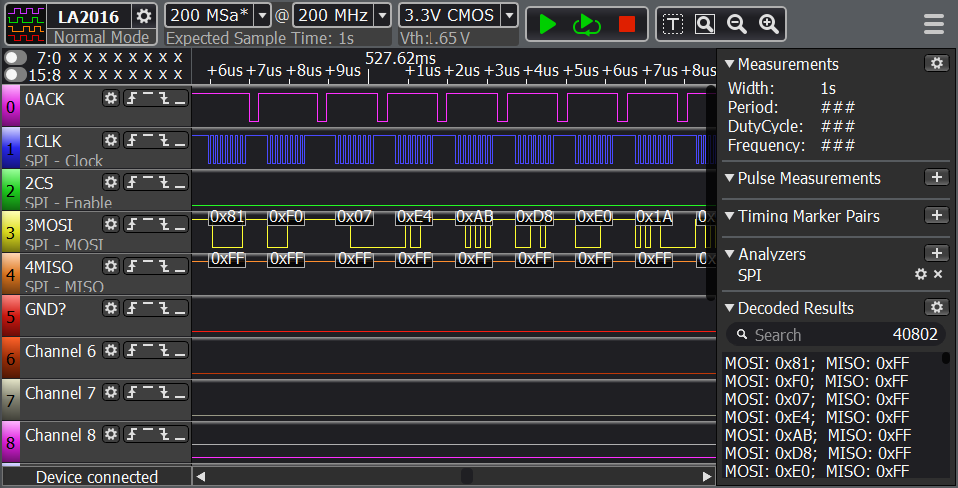 LA2016
Normal Mode
200 MSa*
@
200 MHz
Expected Sample Time: 1s
3.3V CMOS
Vth:1.65 V
7:0 X X X X X X X X
15:8 X X X X X X X X
527.62ms
+6us +7us +8us +9us +1us +2us +3us +4us +5us +6us +7us +8us
0 0ACK
1 1CLK
SPI - Clock
2 2CS
SPI - Enable
3 3MOSI
SPI - MOSI
0x81 0xF0 0x07 0xE4 0xAB 0xD8 0xE0 0x1A
4 4MISO
SPI - MISO
0xFF 0xFF 0xFF 0xFF 0xFF 0xFF 0xFF 0xFF
5 GND?
6 Channel 6
7 Channel 7
8 Channel 8
Device connected
Measurements
Width: 1s
Period: ###
DutyCycle: ###
Frequency: ###
Pulse Measurements
Timing Marker Pairs
Analyzers
SPI
Decoded Results
Search 40802
MOSI: 0x81; MISO: 0xFF
MOSI: 0xF0; MISO: 0xFF
MOSI: 0x07; MISO: 0xFF
MOSI: 0xE4; MISO: 0xFF
MOSI: 0xAB; MISO: 0xFF
MOSI: 0xD8; MISO: 0xFF
MOSI: 0xE0; MISO: 0xFF